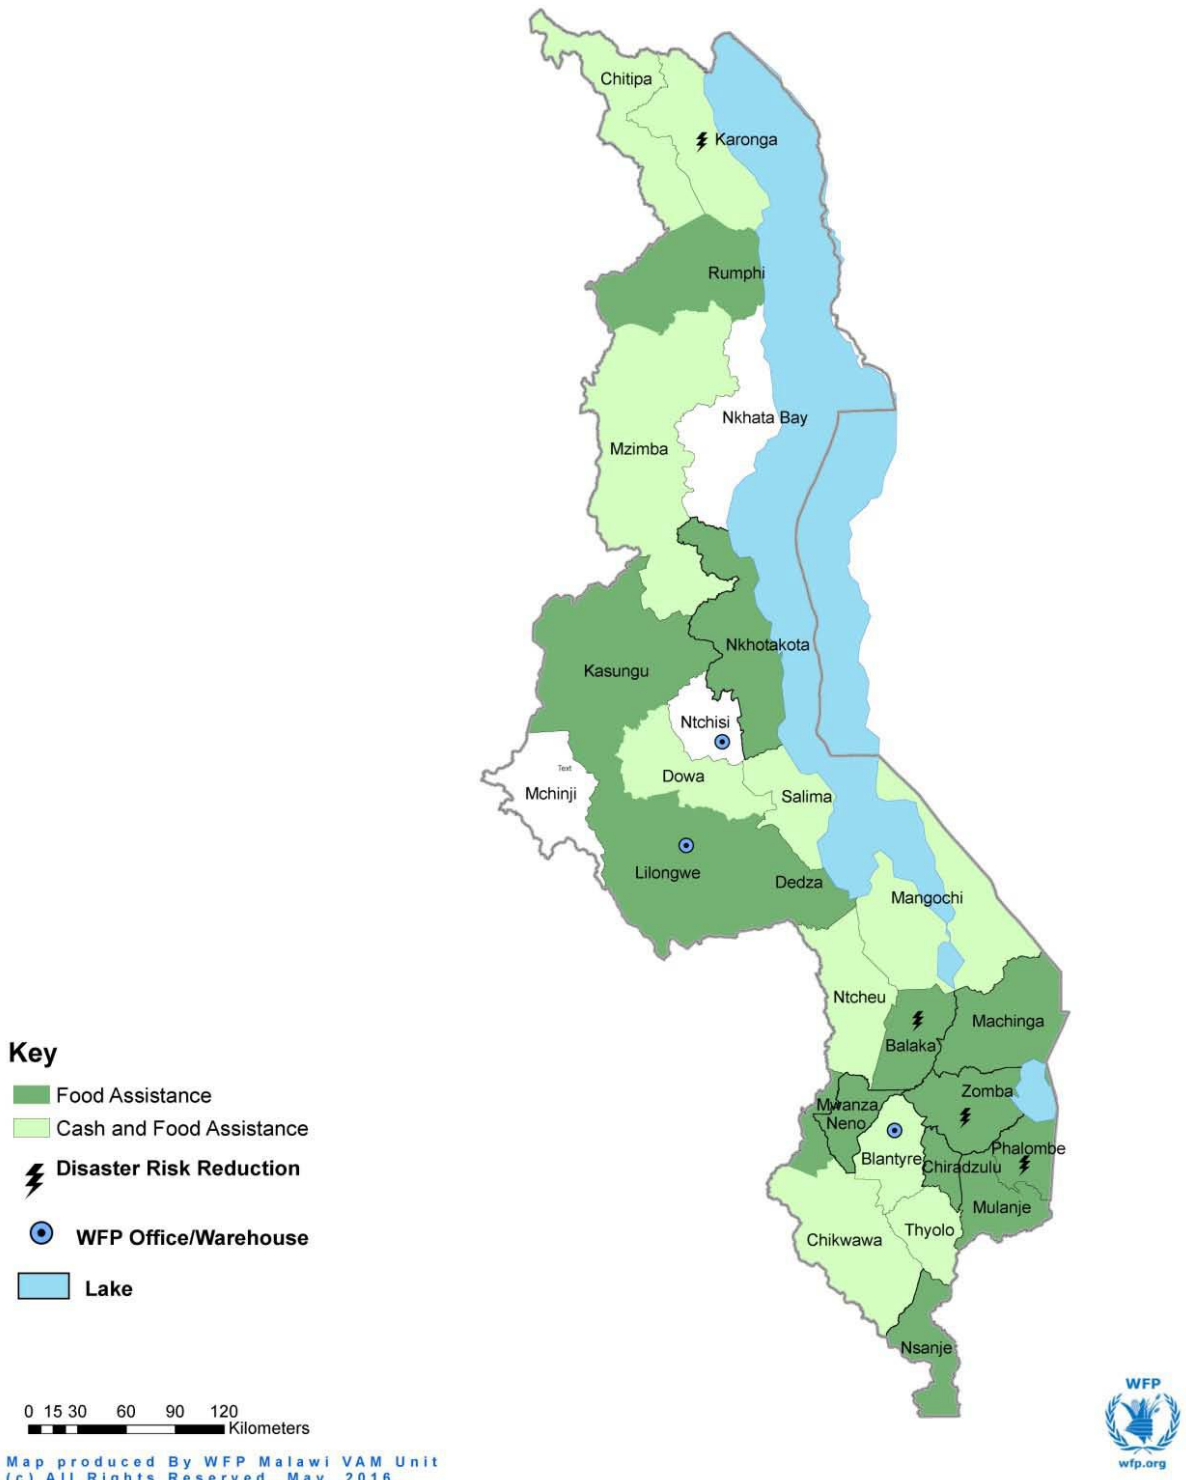 Chitipa
Karonga
Rumphi
Nkhata Bay
Mzimba
Nkhotakota
Kasungu
Ntchisi
Text
Dowa
Mchinji
Salima
Lilongwe
Dedza
Mangochi
Ntcheu
Machinga
Balaka
Zomba
Mwanza
Neno
Phalombe
Blantyre
Chiradzulu
Mulanje
Thyolo
Chikwawa
Nsanje
Key
Food Assistance
Cash and Food Assistance
Disaster Risk Reduction
WFP Office/Warehouse
Lake
0 15 30 60 90 120
Kilometers
Map produced By WFP Malawi VAM Unit
(c) All Rights Reserved, May, 2016
WFP
wfp.org